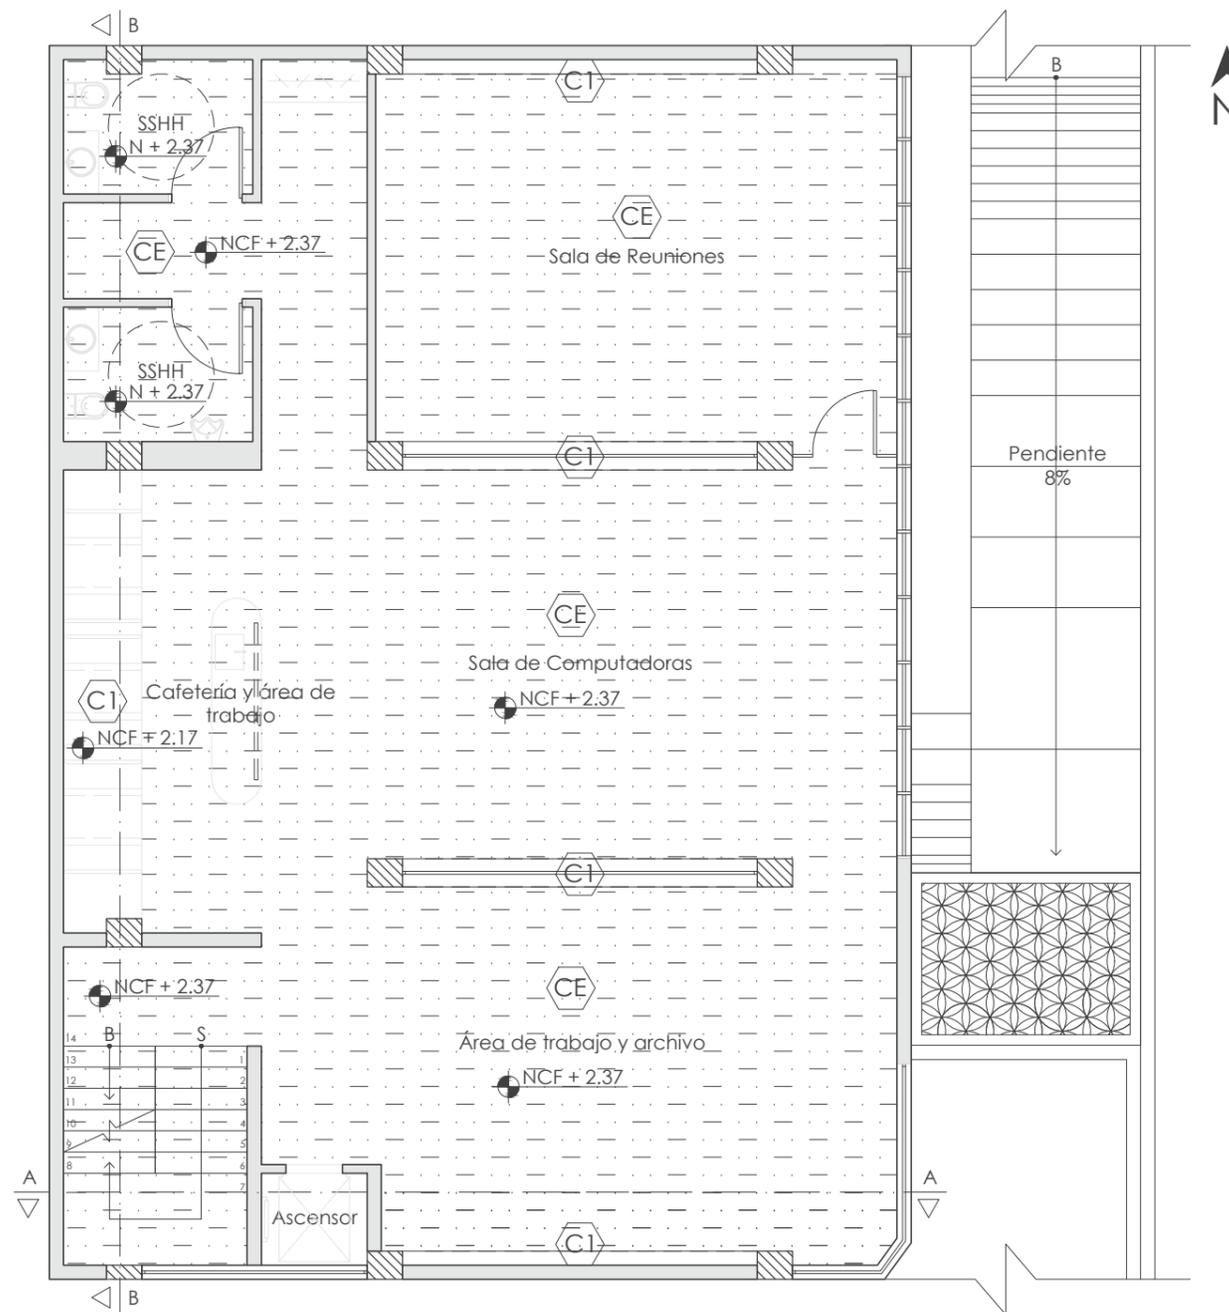 B
N
C1
B
SSHH
N + 2.37
CE
Sala de Reuniones
CE
NCF + 2.37
SSHH
N + 2.37
C1
Pendiente
8%
CE
Sala de Computadoras
NCF + 2.37
C1
Cafetería y área de
trabajo
NCF + 2.17
C1
CE
NCF + 2.37
Área de trabajo y archivo
NCF + 2.37
B
S
14
13
12
11
10
9
8
1
2
3
4
5
6
7
A
A
Ascensor
C1
B